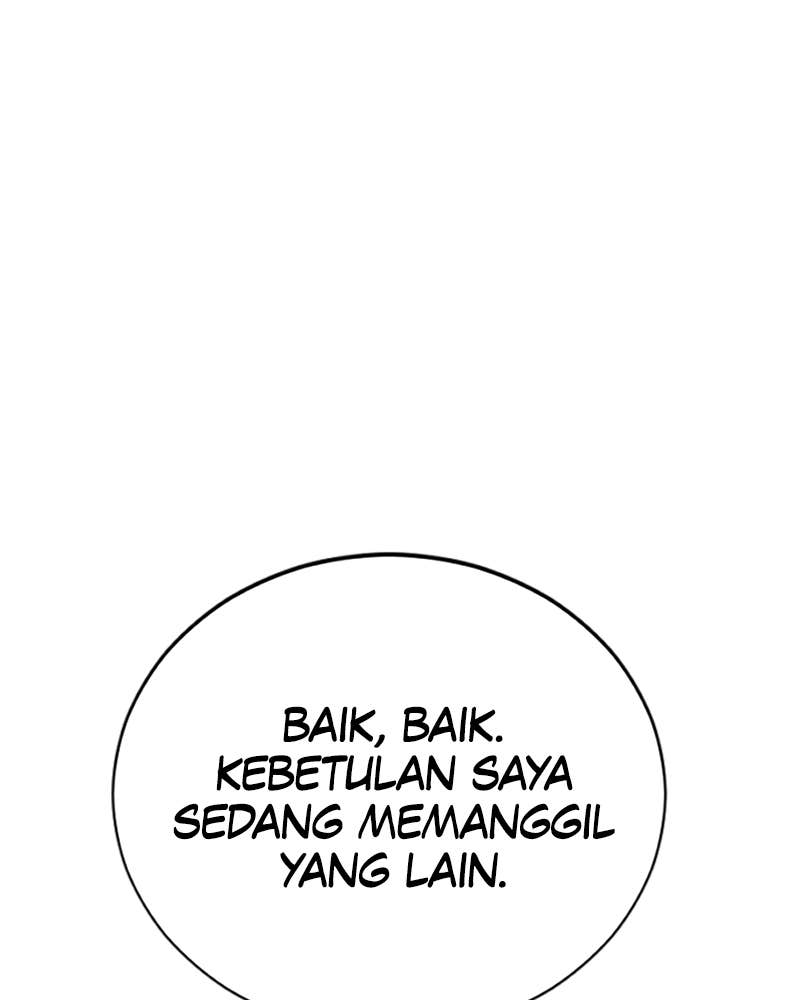 BAIK, BAIK.
KEBETULAN SAYA
SEDANG MEMANGGIL
YANG LAIN.